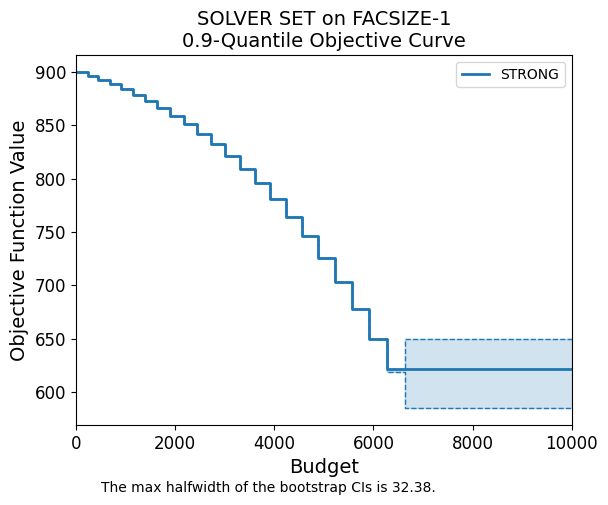 SOLVER SET on FACSIZE-1
0.9-Quantile Objective Curve
STRONG
Objective Function Value
900
850
800
750
700
650
600
0 2000 4000 6000 8000 10000
Budget
The max halfwidth of the bootstrap CIs is 32.38.